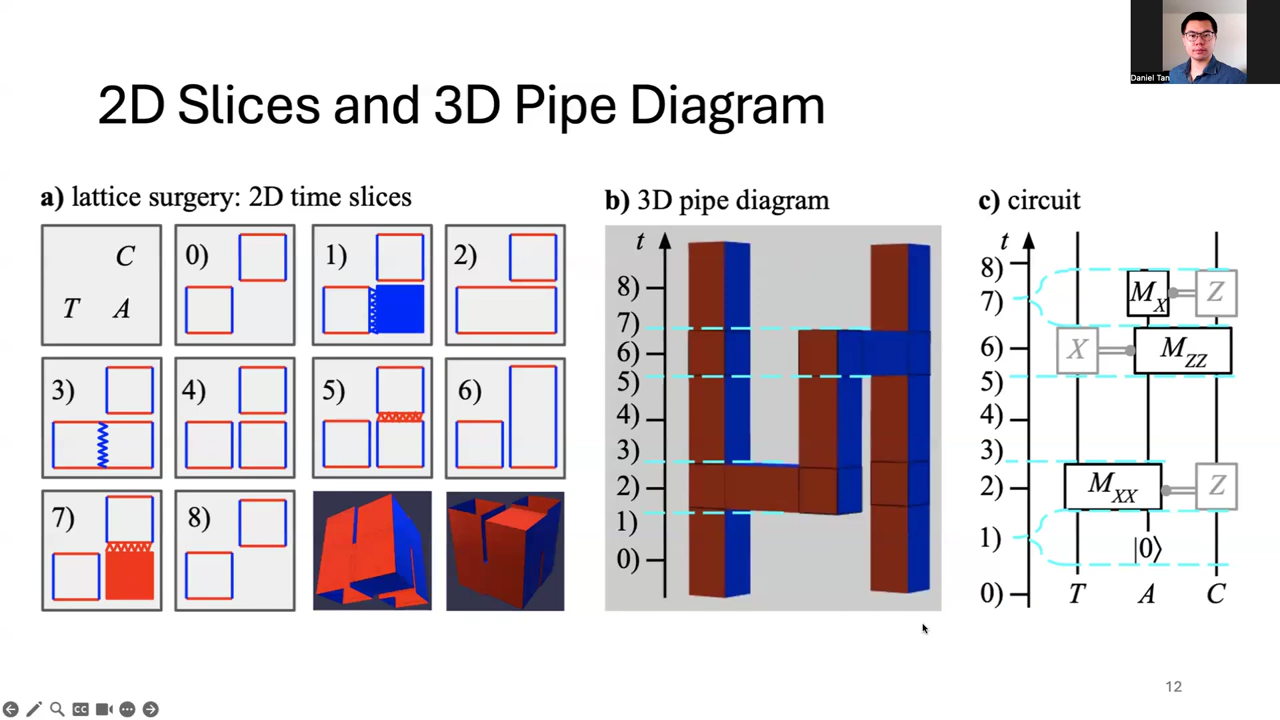 Daniel Tan
2D Slices and 3D Pipe Diagram
a) lattice surgery: 2D time slices
C
T A
0)
1)
2)
3)
4)
5)
6)
7)
8)
b) 3D pipe diagram
t
8)
7)
6)
5)
4)
3)
2)
1)
0)
c) circuit
t
8)
7)
6)
5)
4)
3)
2)
1)
0)
M_X Z
X M_ZZ
M_XX Z
|0⟩
T A C
12
CC